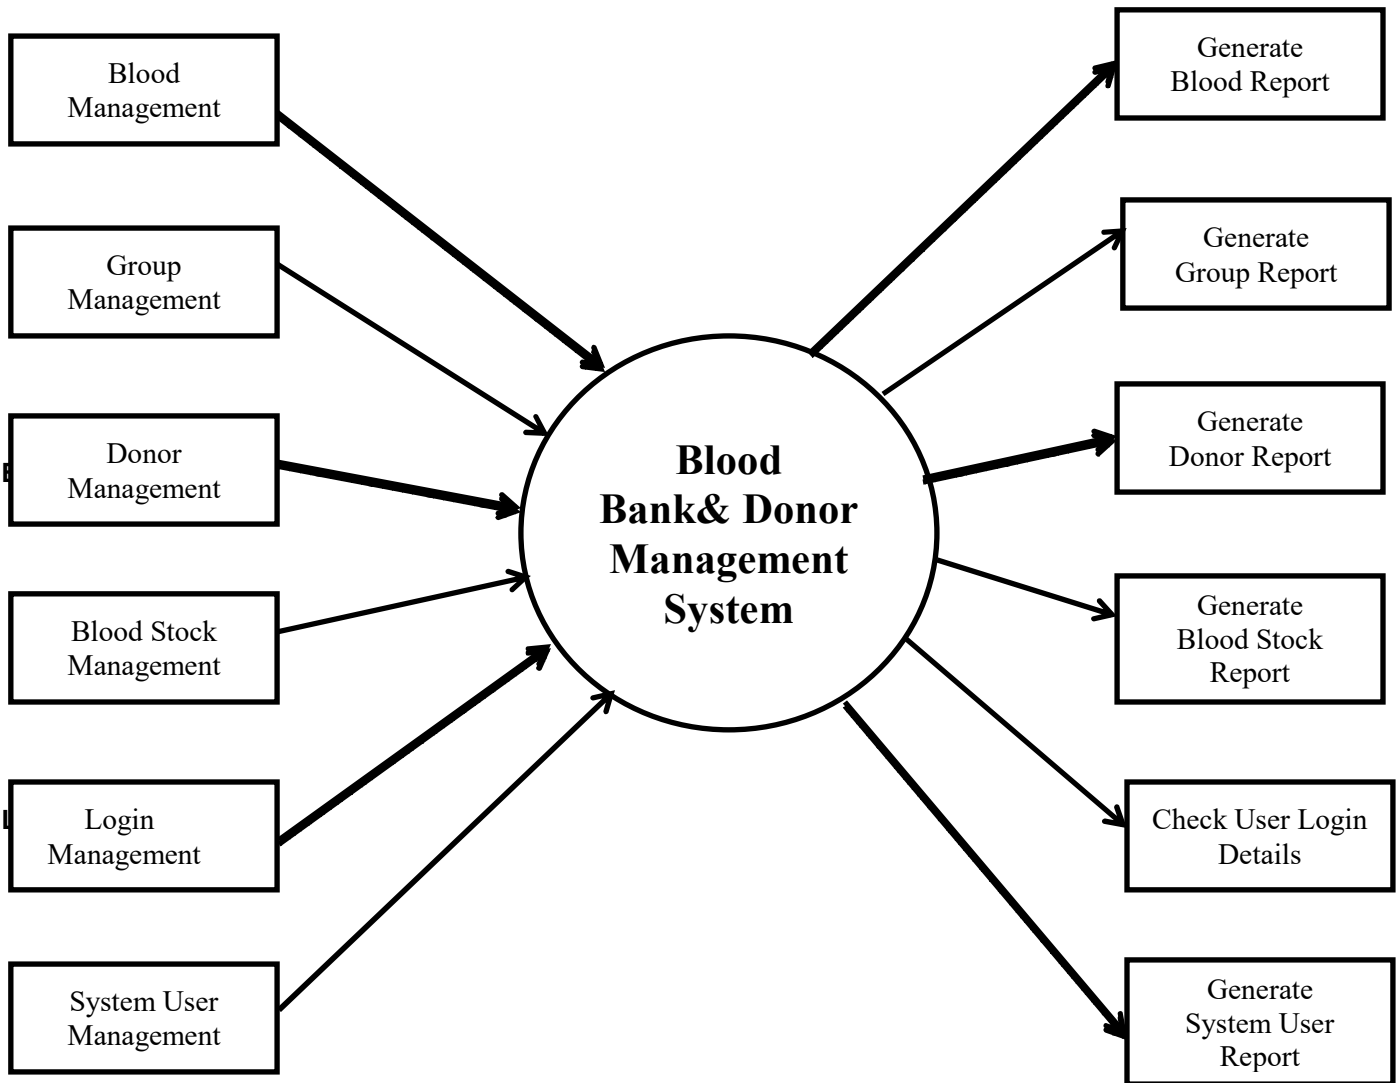 Blood
Management
Group
Management
Donor
Management
Blood Stock
Management
Login
Management
System User
Management
Blood
Bank& Donor
Management
System
Generate
Blood Report
Generate
Group Report
Generate
Donor Report
Generate
Blood Stock
Report
Check User Login
Details
Generate
System User
Report